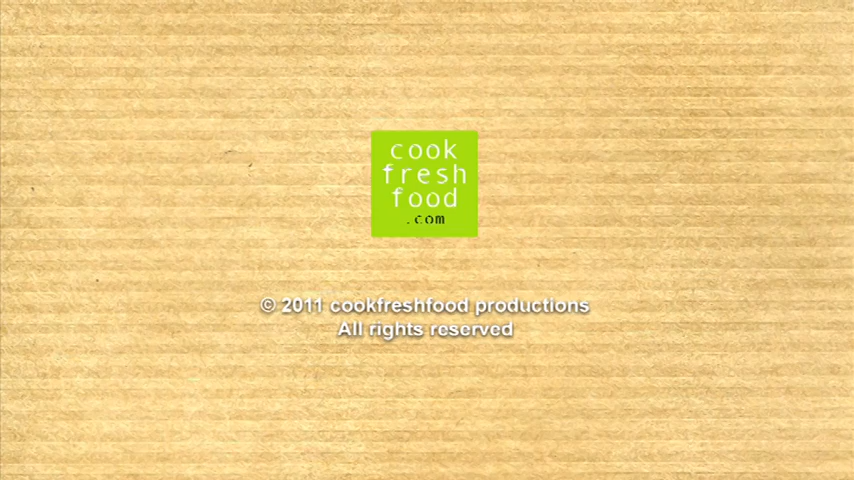 cook
fresh
food
.com
© 2011 cookfreshfood productions
All rights reserved